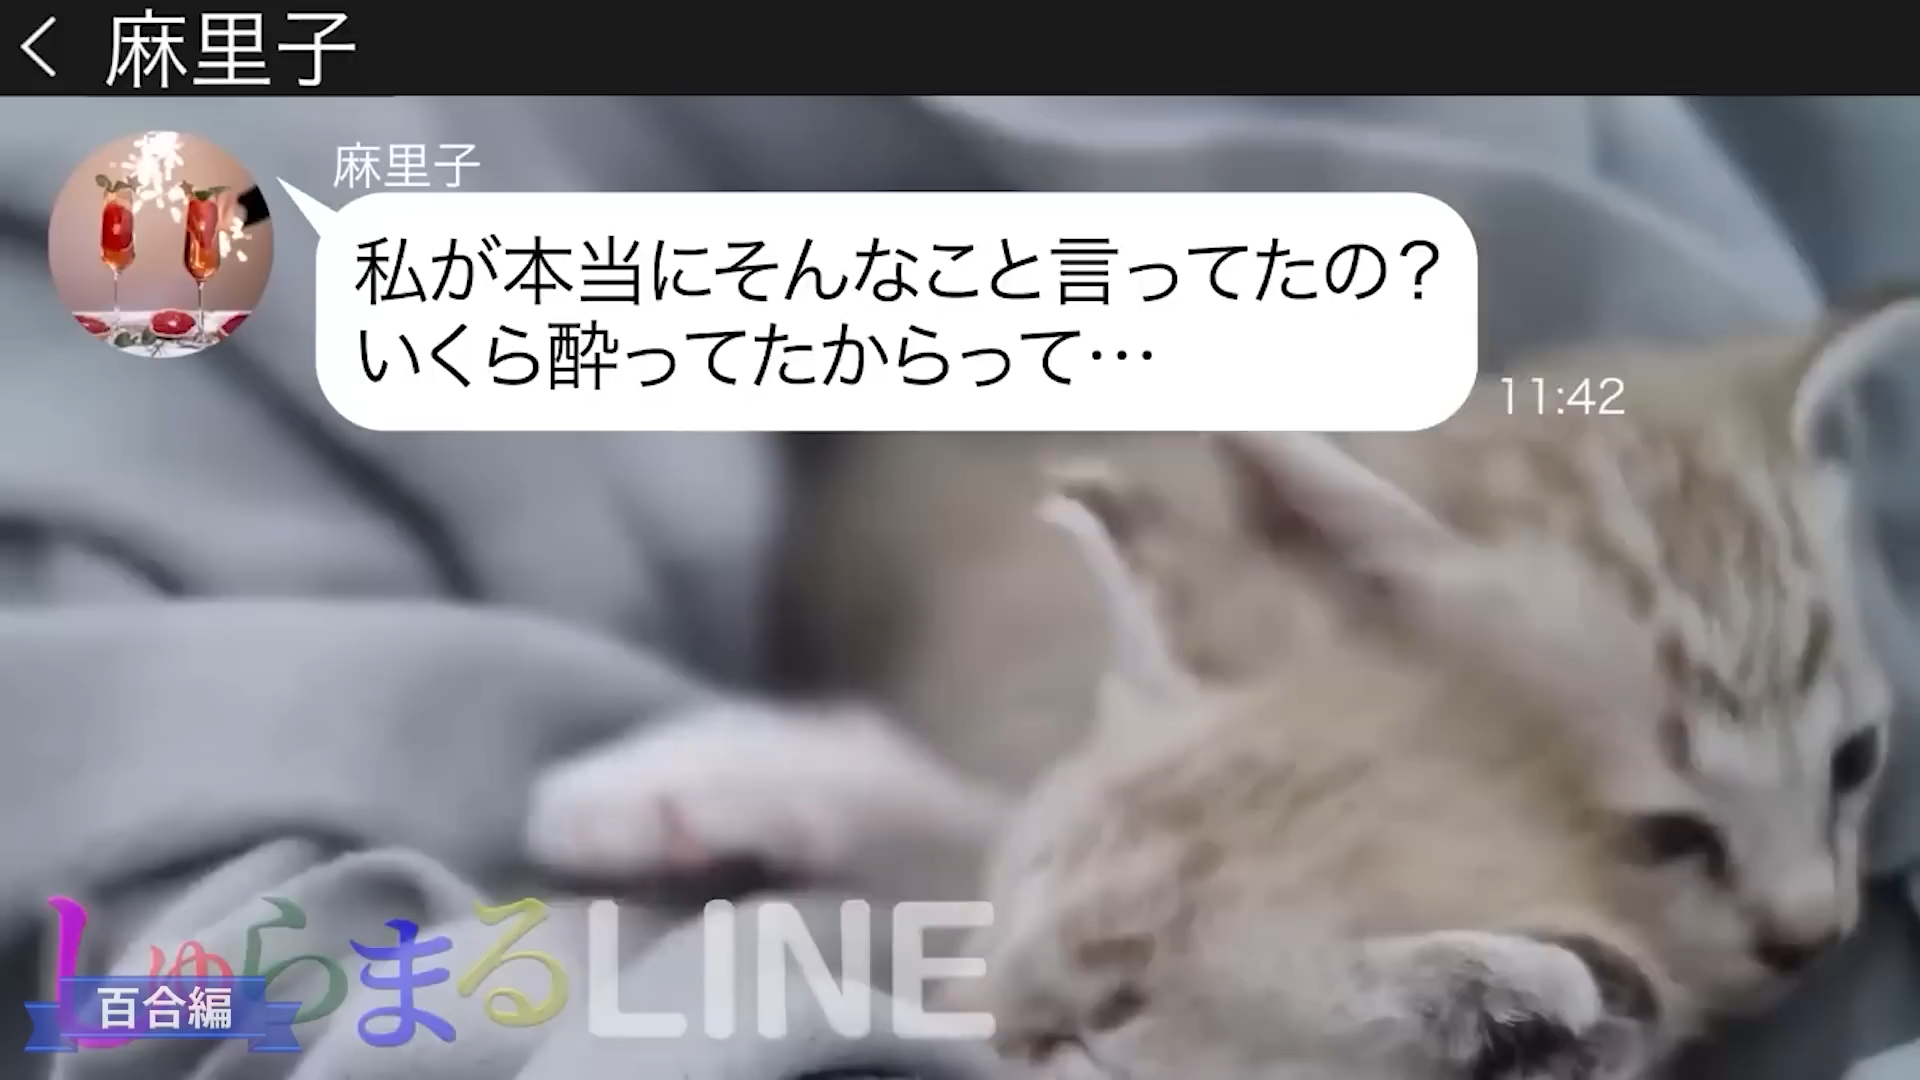 麻里子
麻里子
私が本当にそんなこと言ってたの？
いくら酔ってたからって…
11:42
しゅらまるLINE
百合編